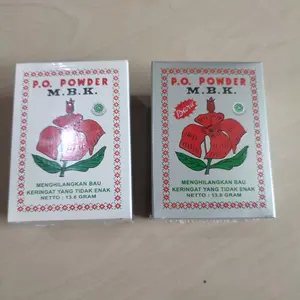 P.O. POWDER
M.B.K.
MENGHILANGKAN BAU
KERINGAT YANG TIDAK ENAK
NETTO : 13.6 GRAM
P.O. POWDER
M.B.K.
Baru
MENGHILANGKAN BAU
KERINGAT YANG TIDAK ENAK
NETTO : 13.6 GRAM